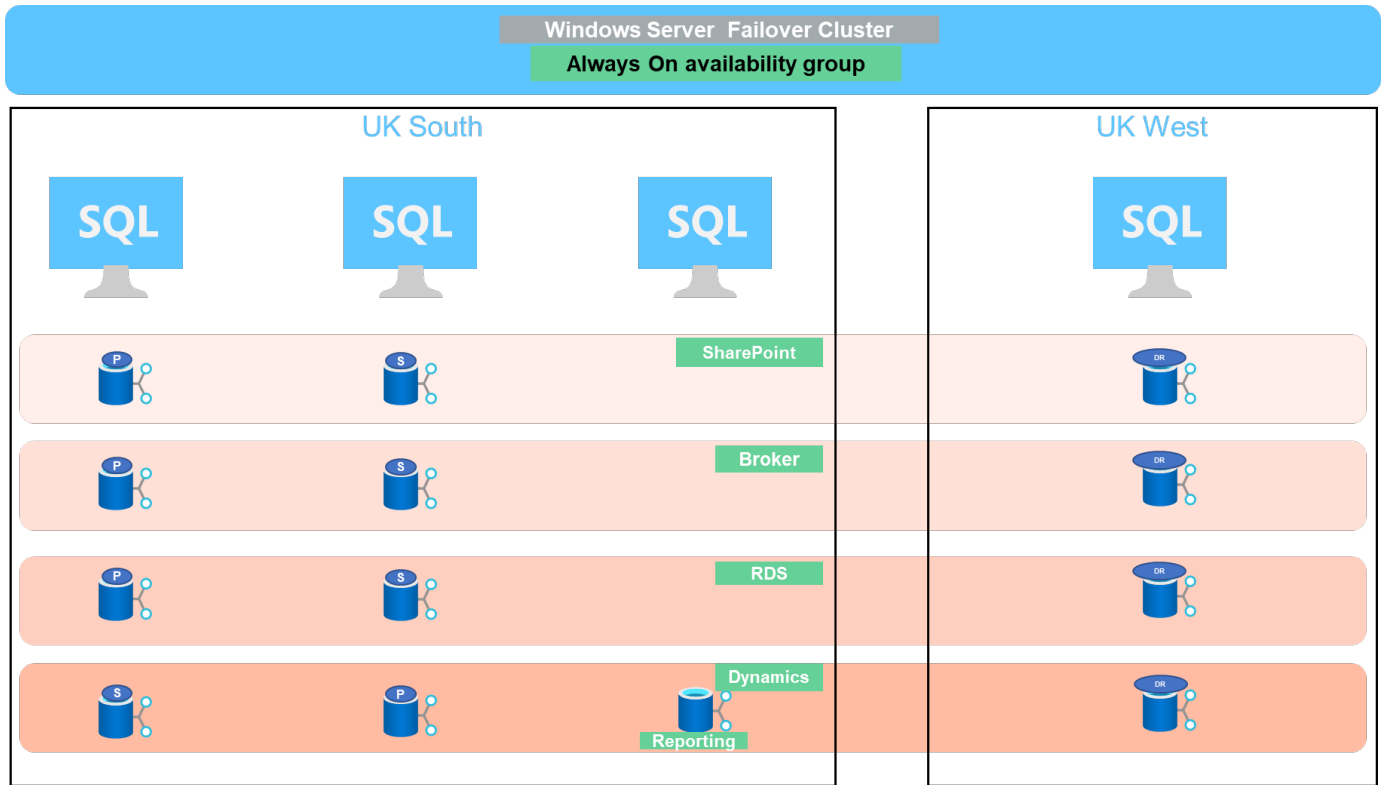 Windows Server Failover Cluster
Always On availability group
UK South
UK West
SQL
SQL
SQL
SQL
SharePoint
P
S
DR
Broker
P
S
DR
RDS
P
S
DR
Dynamics
S
P
DR
Reporting